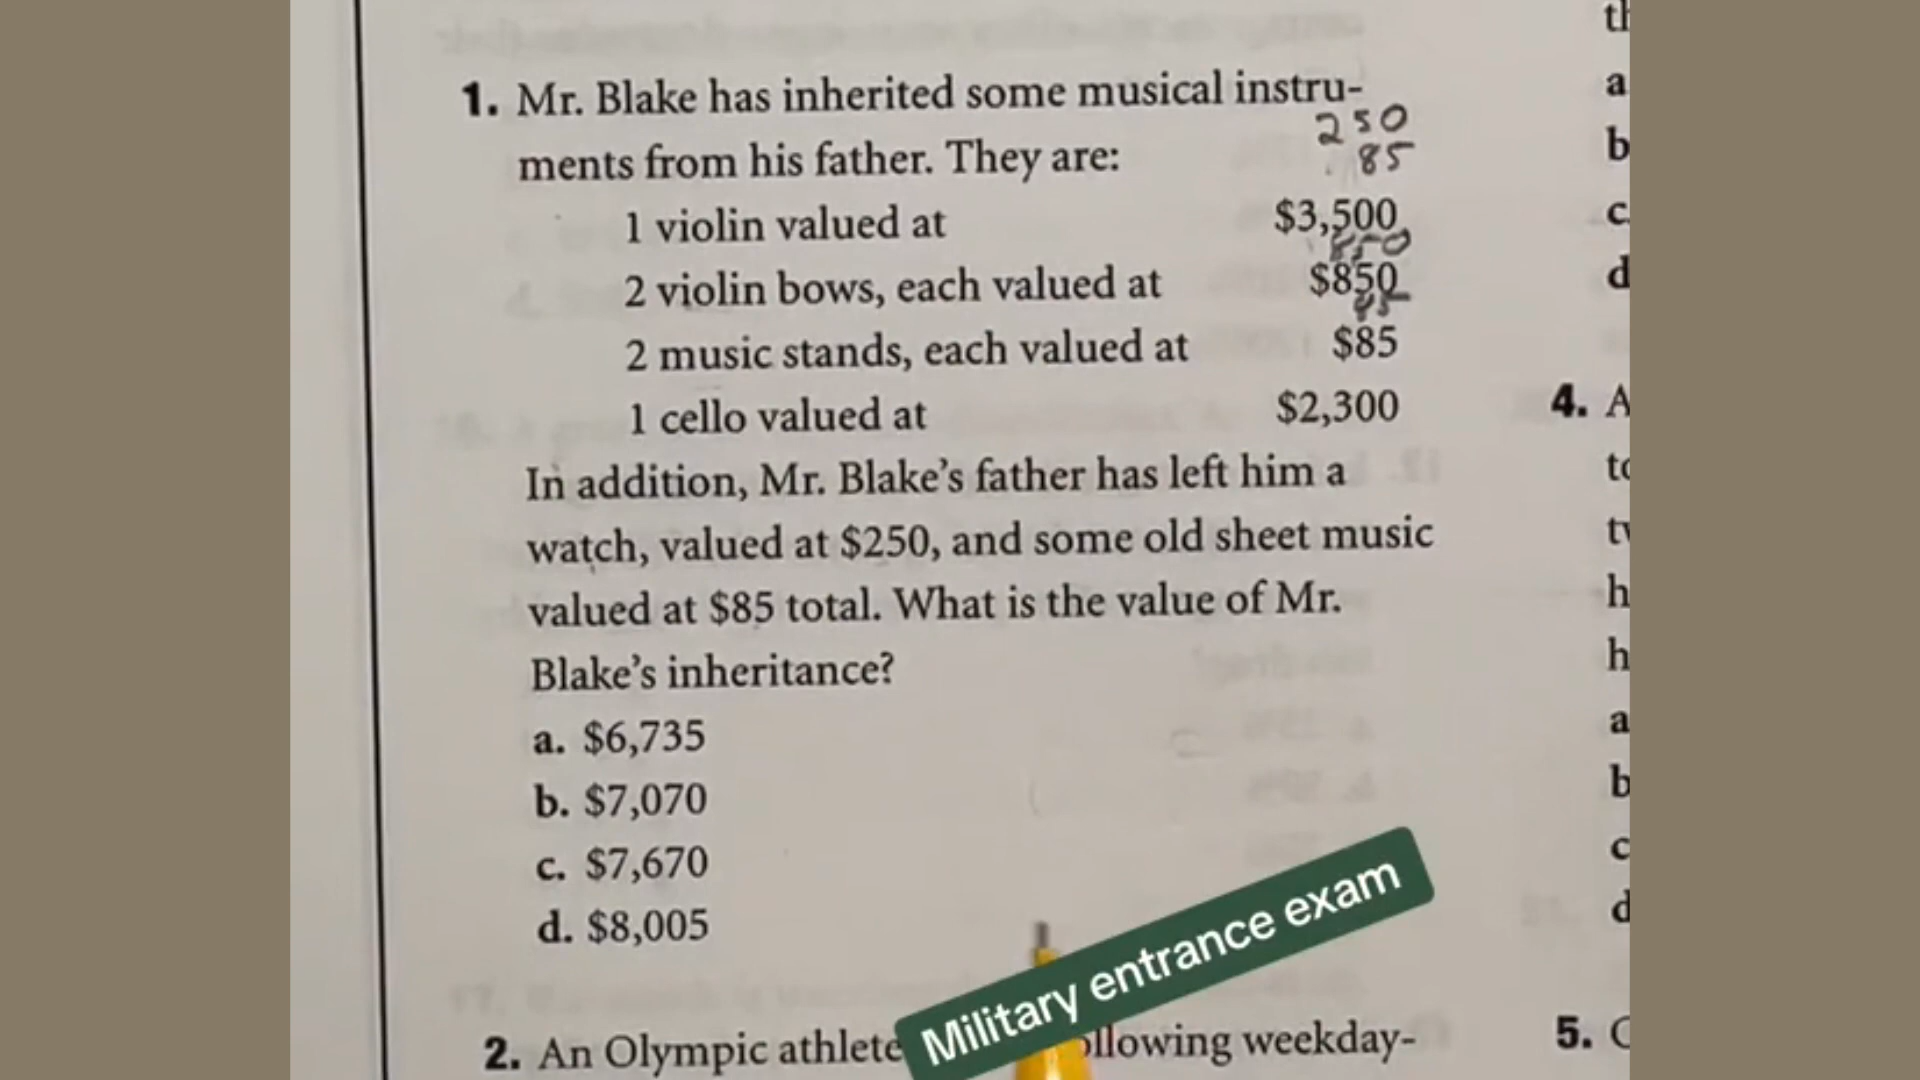 1. Mr. Blake has inherited some musical instru-
250
ments from his father. They are:
85
1 violin valued at $3,500
850
2 violin bows, each valued at $850
85
2 music stands, each valued at $85
1 cello valued at $2,300
In addition, Mr. Blake's father has left him a
watch, valued at $250, and some old sheet music
valued at $85 total. What is the value of Mr.
Blake's inheritance?
a. $6,735
b. $7,070
c. $7,670
d. $8,005
Military entrance exam
2. An Olympic athlete
weekday-
a
b
c.
d
4. A
h
h
a
b
c
d
5.